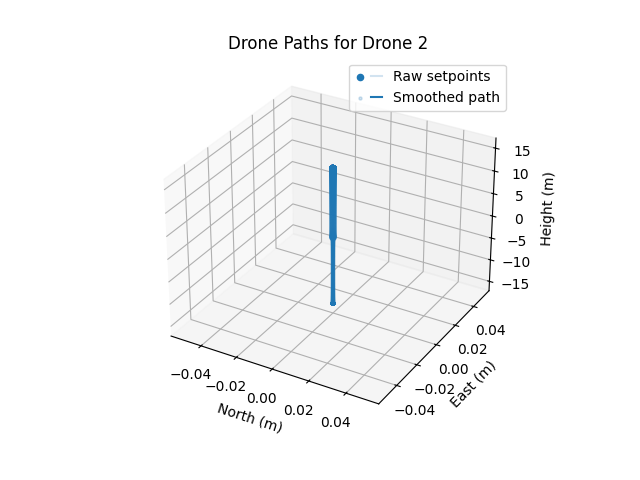 Drone Paths for Drone 2
Raw setpoints
Smoothed path
15
10
5
0
−5
−10
−15
Height (m)
0.04
0.02
0.00
−0.02
−0.04
East (m)
−0.04
−0.02
0.00
0.02
0.04
North (m)